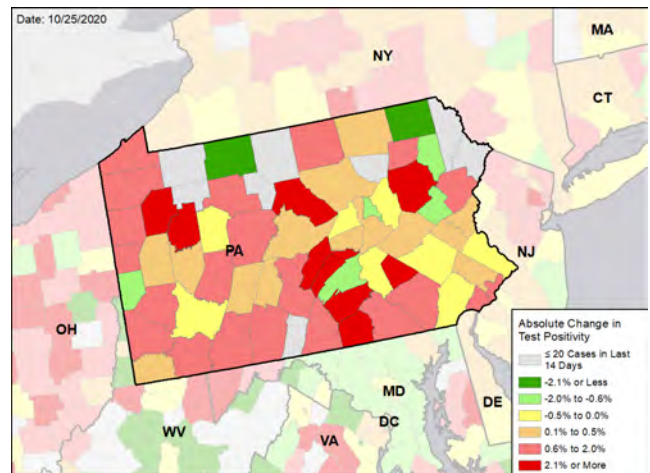 Date: 10/25/2020
NY
MA
CT
PA
NJ
OH
MD
DE
WV
DC
VA
Absolute Change in
Test Positivity
≤ 20 Cases in Last
14 Days
-2.1% or Less
-2.0% to -0.6%
-0.5% to 0.0%
0.1% to 0.5%
0.6% to 2.0%
2.1% or More